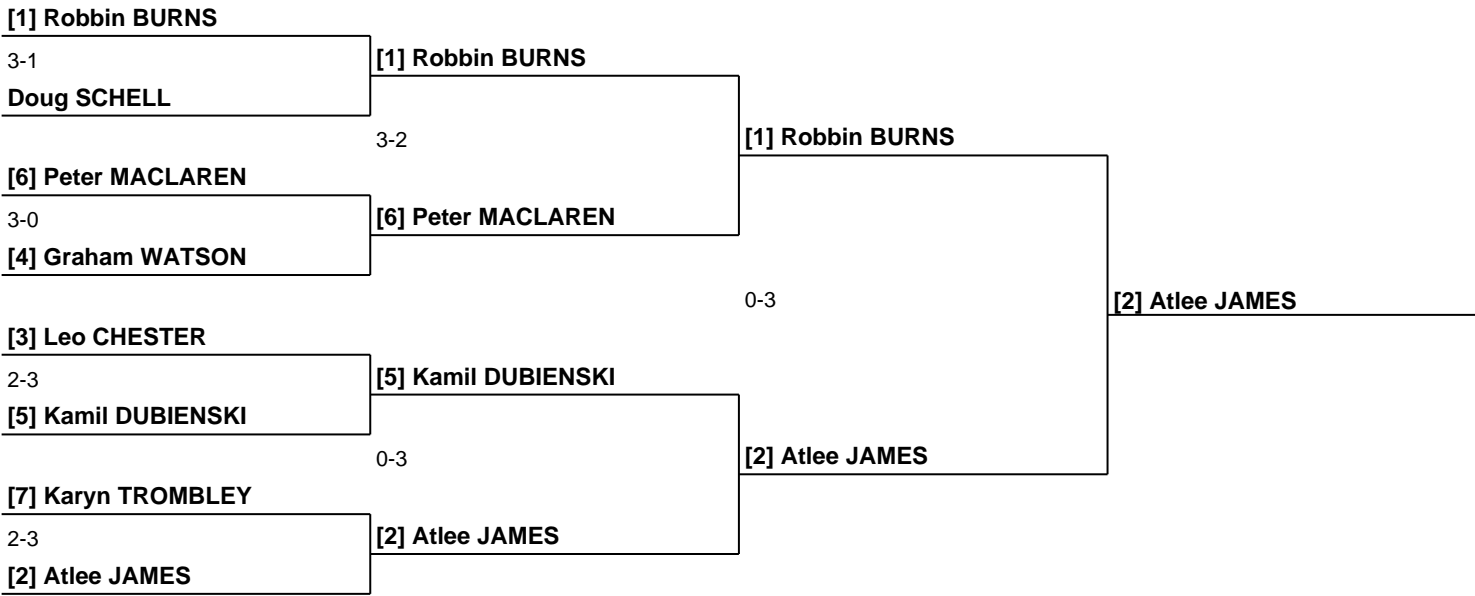 [1] Robbin BURNS
3-1
[1] Robbin BURNS
Doug SCHELL
3-2
[1] Robbin BURNS
[6] Peter MACLAREN
3-0
[6] Peter MACLAREN
[4] Graham WATSON
0-3
[2] Atlee JAMES
[3] Leo CHESTER
2-3
[5] Kamil DUBIENSKI
[5] Kamil DUBIENSKI
0-3
[2] Atlee JAMES
[7] Karyn TROMBLEY
2-3
[2] Atlee JAMES
[2] Atlee JAMES